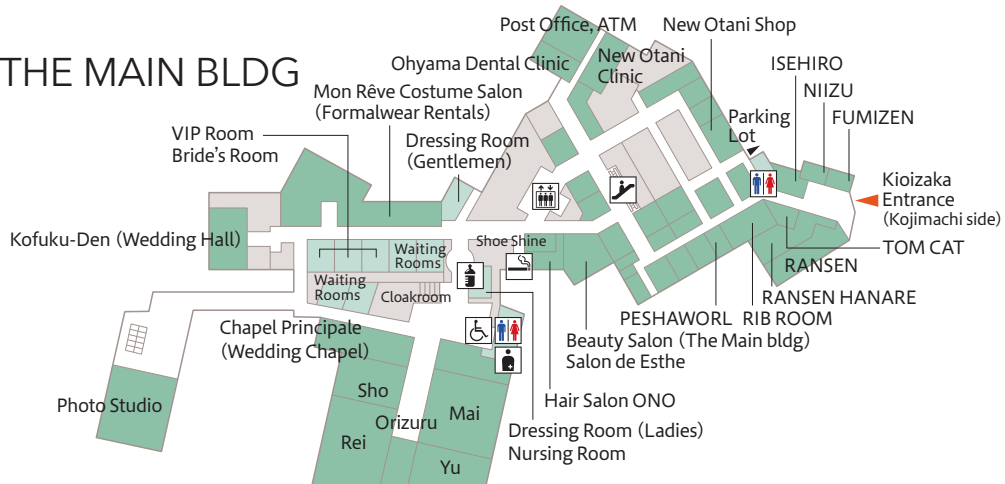 THE MAIN BLDG
Post Office, ATM
New Otani Shop
Ohyama Dental Clinic
New Otani
Clinic
ISEHIRO
NIIZU
FUMIZEN
Mon Rêve Costume Salon
(Formalwear Rentals)
Parking
Lot
VIP Room
Bride's Room
Dressing Room
(Gentlemen)
Kioizaka
Entrance
(Kojimachi side)
Kofuku-Den (Wedding Hall)
Shoe Shine
Waiting
Rooms
TOM CAT
RANSEN
Waiting
Rooms
Cloakroom
RANSEN HANARE
PESHAWORL
RIB ROOM
Chapel Principale
(Wedding Chapel)
Beauty Salon (The Main bldg)
Salon de Esthe
Photo Studio
Sho
Hair Salon ONO
Mai
Orizuru
Rei
Dressing Room (Ladies)
Nursing Room
Yu